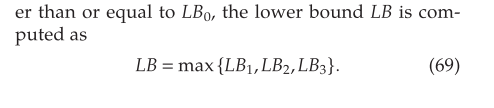 er than or equal to LB₀, the lower bound LB is com-
puted as
LB = max {LB₁, LB₂, LB₃}. (69)